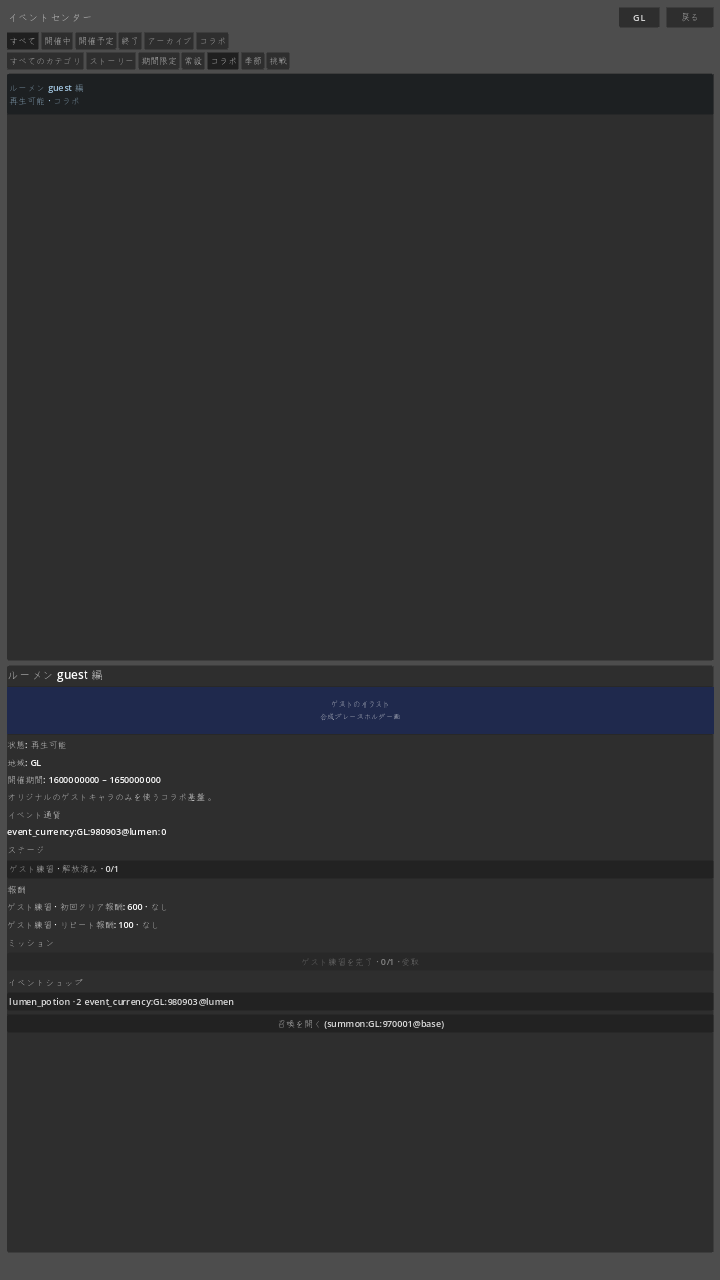 イベントセンター GL 戻る
すべて 開催中 開催予定 終了 アーカイブ コラボ
すべてのカテゴリ ストーリー 期間限定 常設 コラボ 季節 挑戦
ルーメン guest 編
再生可能・コラボ
ルーメン guest 編
ゲストのイラスト
合成プレースホルダー画
状態: 再生可能
地域: GL
開催期間: 1600000000 – 1650000000
オリジナルのゲストキャラのみを使うコラボ基盤。
イベント通貨
event_currency:GL:980903@lumen: 0
ステージ
ゲスト練習・解放済み・0/1
報酬
ゲスト練習・初回クリア報酬: 600・なし
ゲスト練習・リピート報酬: 100・なし
ミッション
ゲスト練習を完了・0/1・受取
イベントショップ
lumen_potion · 2 event_currency:GL:980903@lumen
召喚を開く (summon:GL:970001@base)